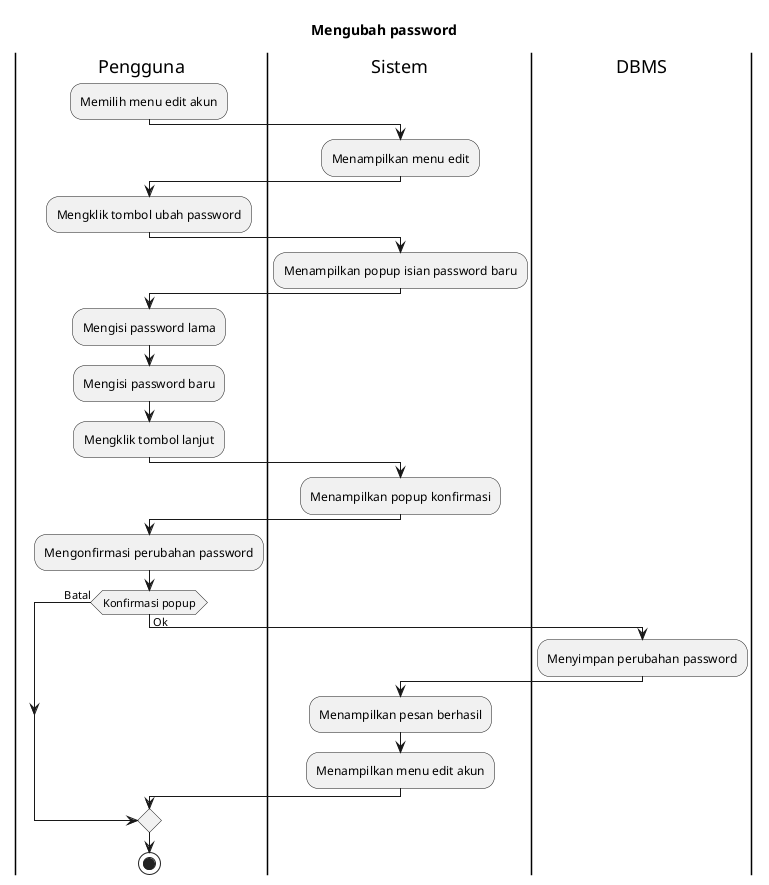 Mengubah password
Pengguna
Sistem
DBMS
Memilih menu edit akun
Menampilkan menu edit
Mengklik tombol ubah password
Menampilkan popup isian password baru
Mengisi password lama
Mengisi password baru
Mengklik tombol lanjut
Menampilkan popup konfirmasi
Mengonfirmasi perubahan password
Batal
Konfirmasi popup
Ok
Menyimpan perubahan password
Menampilkan pesan berhasil
Menampilkan menu edit akun